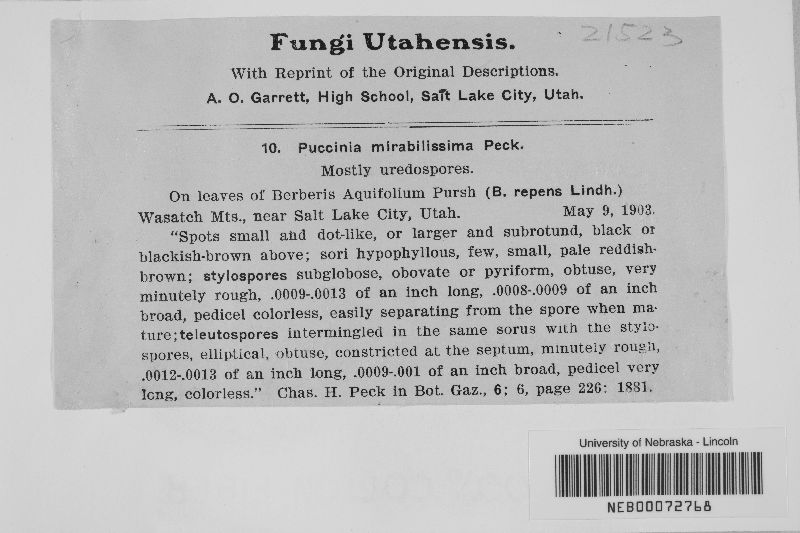 21523
Fungi Utahensis.
With Reprint of the Original Descriptions.
A. O. Garrett, High School, Salt Lake City, Utah.
10. Puccinia mirabilissima Peck.
Mostly uredospores.
On leaves of Berberis Aquifolium Pursh (B. repens Lindh.)
Wasatch Mts., near Salt Lake City, Utah. May 9, 1903.
"Spots small and dot-like, or larger and subrotund, black or
blackish-brown above; sori hypophyllous, few, small, pale reddish-
brown; stylospores subglobose, obovate or pyriform, obtuse, very
minutely rough, .0009-.0013 of an inch long, .0008-.0009 of an inch
broad, pedicel colorless, easily separating from the spore when ma-
ture; teleutospores intermingled in the same sorus with the stylo-
spores, elliptical, obtuse, constricted at the septum, minutely rough,
.0012-.0013 of an inch long, .0009-.001 of an inch broad, pedicel very
long, colorless." Chas. H. Peck in Bot. Gaz., 6; 6, page 226: 1881.
University of Nebraska - Lincoln
NEB00072768